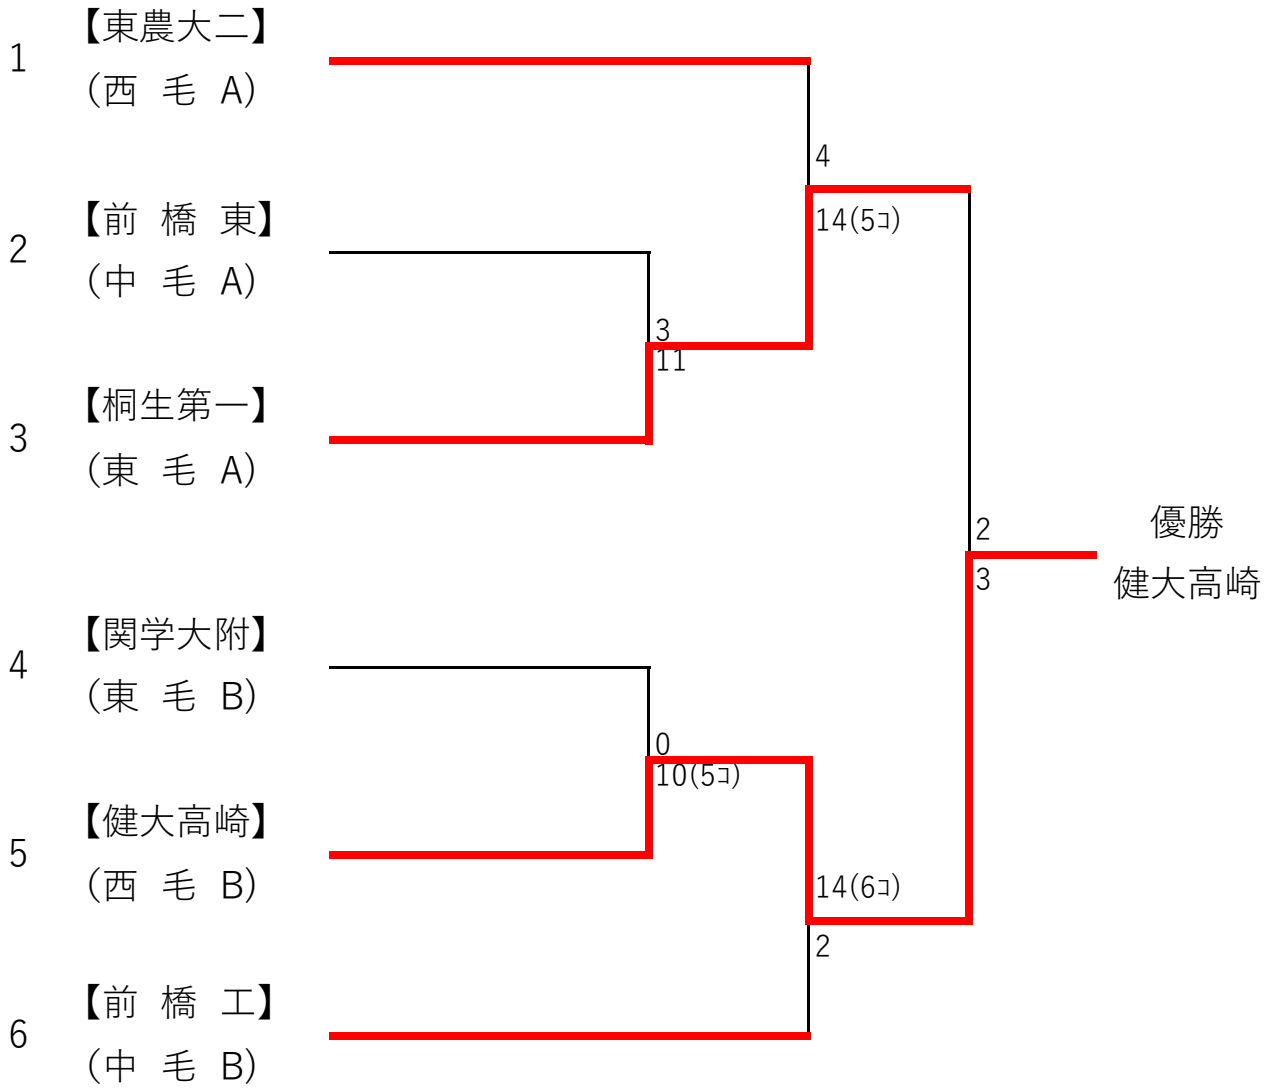 1
【東農大二】
(西 毛 A)
4
14(5ｺ)
2
【前 橋 東】
(中 毛 A)
3
11
3
【桐生第一】
(東 毛 A)
2
3
優勝
健大高崎
4
【関学大附】
(東 毛 B)
0
10(5ｺ)
5
【健大高崎】
(西 毛 B)
14(6ｺ)
2
6
【前 橋 工】
(中 毛 B)